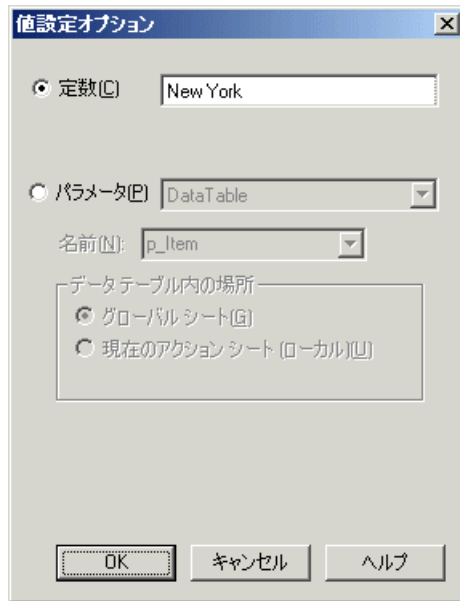 値設定オプション
定数(C) New York
パラメータ(P) DataTable
名前(N): p_Item
データ テーブル内の場所
グローバル シート(G)
現在のアクション シート (ローカル)(U)
OK キャンセル ヘルプ